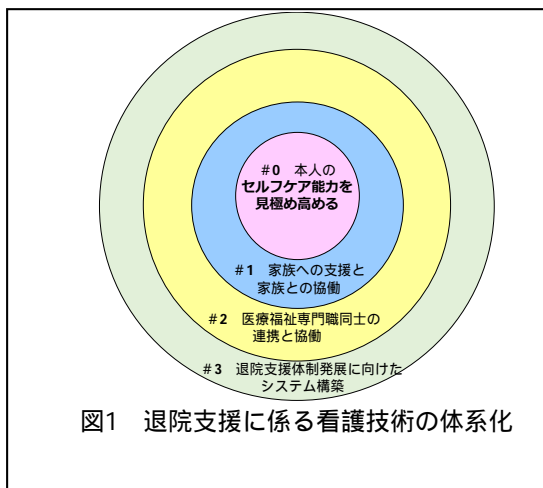 #0 本人の
セルフケア能力を
見極め高める
#1 家族への支援と
家族との協働
#2 医療福祉専門職同士の
連携と協働
#3 退院支援体制発展に向けた
システム構築
図1 退院支援に係る看護技術の体系化